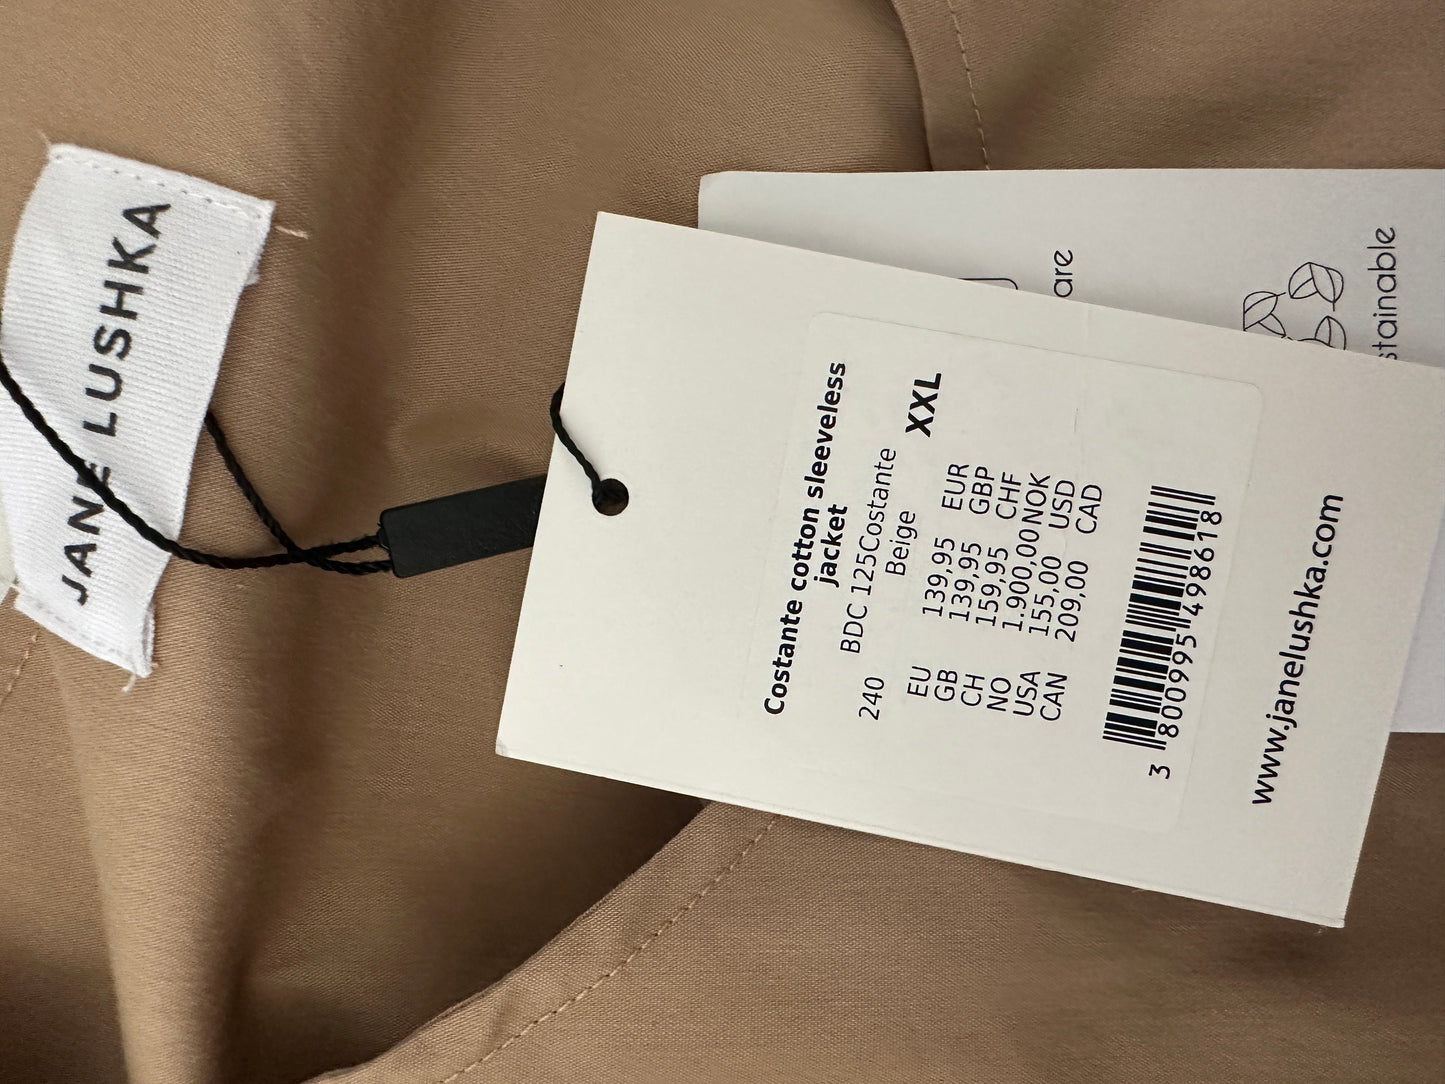 JANE LUSHKA
Costante cotton sleeveless
jacket
BDC 125Costante
240 Beige XXL
EU 139,95 EUR
GB 139,95 GBP
CH 159,95 CHF
NO 1.900,00NOK
USA 155,00 USD
CAN 209,00 CAD
3 800995 498618
www.janelushka.com
are
stainable